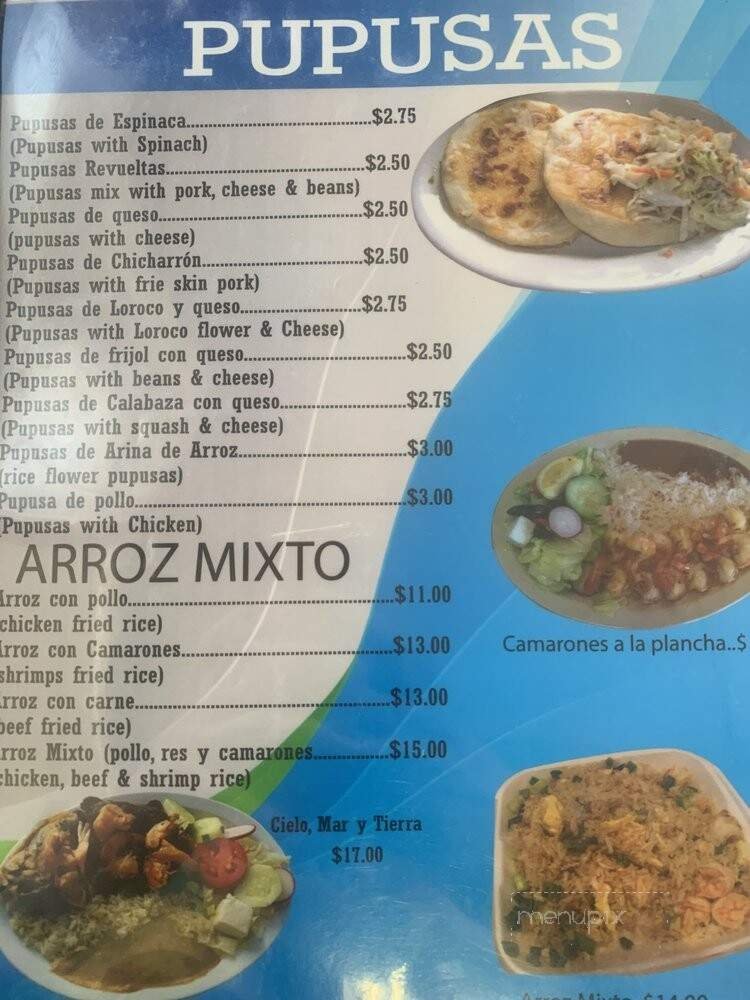 PUPUSAS
Pupusas de Espinaca...$2.75
(Pupusas with Spinach)
Pupusas Revueltas...$2.50
(Pupusas mix with pork, cheese & beans)
Pupusas de queso...$2.50
(pupusas with cheese)
Pupusas de Chicharrón...$2.50
(Pupusas with frie skin pork)
Pupusas de Loroco y queso...$2.75
(Pupusas with Loroco flower & Cheese)
Pupusas de frijol con queso...$2.50
(Pupusas with beans & cheese)
Pupusas de Calabaza con queso...$2.75
(Pupusas with squash & cheese)
Pupusas de Arina de Arroz...$3.00
(rice flower pupusas)
Pupusa de pollo...$3.00
(Pupusas with Chicken)
ARROZ MIXTO
Arroz con pollo...$11.00
chicken fried rice)
Arroz con Camarones...$13.00
shrimps fried rice)
rroz con carne...$13.00
beef fried rice)
rroz Mixto (pollo, res y camarones...$15.00
chicken, beef & shrimp rice)
Cielo, Mar y Tierra
$17.00
Camarones a la plancha..$
menupix